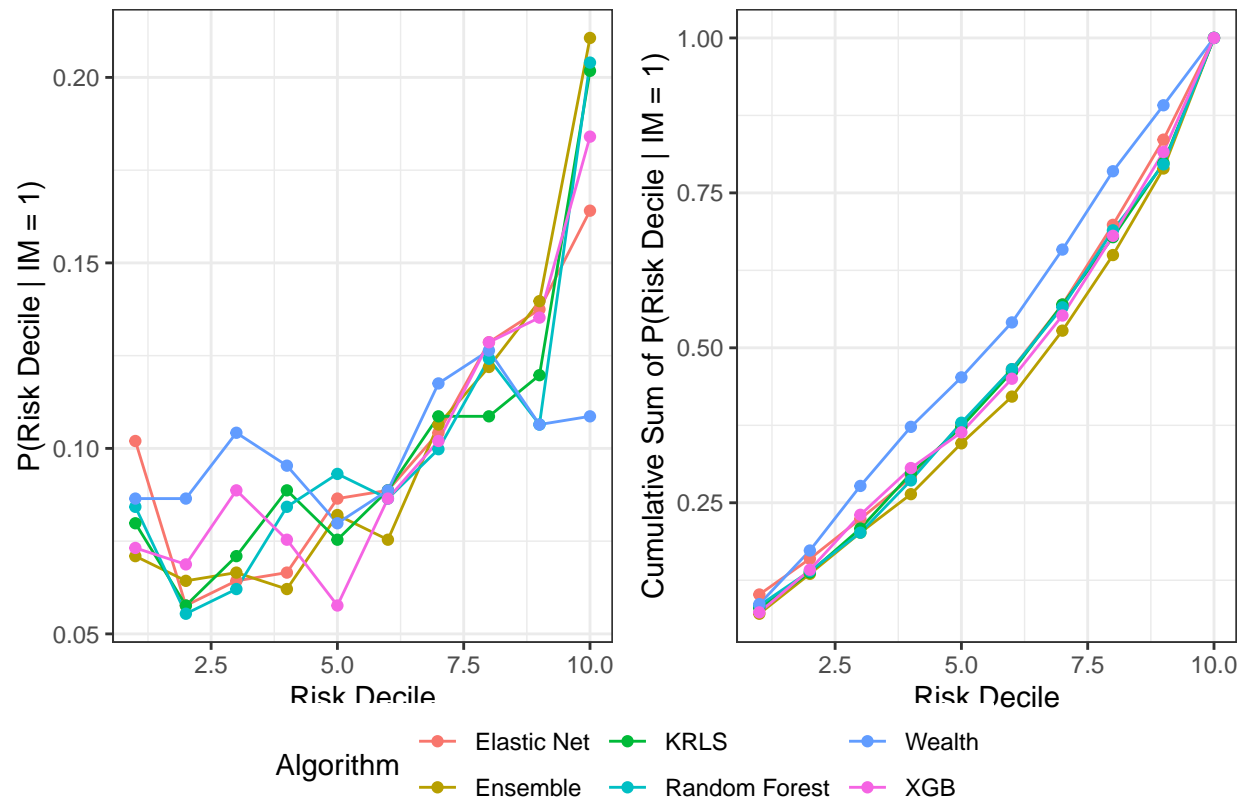 P(Risk Decile | IM = 1)
0.20
0.15
0.10
0.05
2.5 5.0 7.5 10.0
Risk Decile
Cumulative Sum of P(Risk Decile | IM = 1)
1.00
0.75
0.50
0.25
2.5 5.0 7.5 10.0
Risk Decile
Algorithm
Elastic Net KRLS Wealth
Ensemble Random Forest XGB